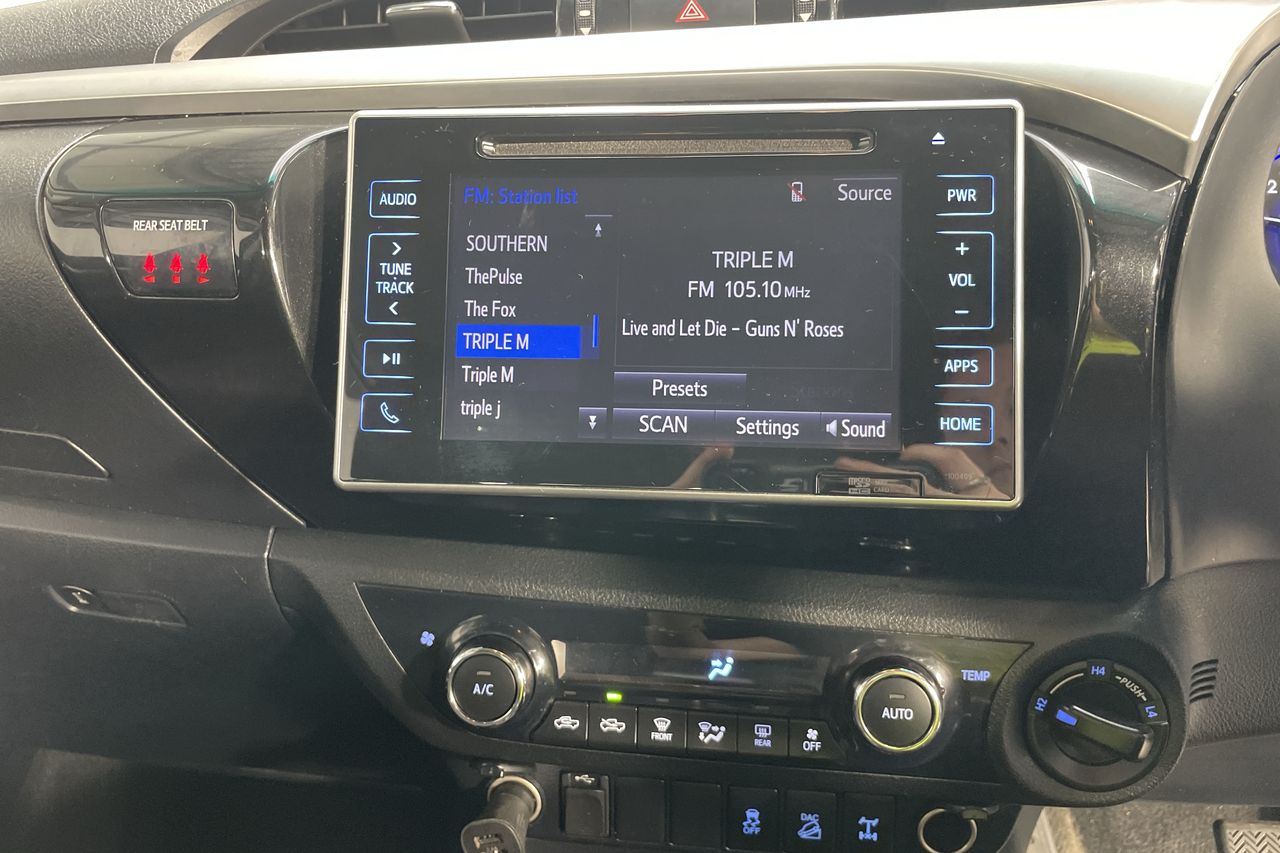 AUDIO
TUNE
TRACK
REAR SEAT BELT
FM: Station list
Source
SOUTHERN
ThePulse
The Fox
TRIPLE M
Triple M
triple j
TRIPLE M
FM 105.10 MHz
Live and Let Die – Guns N' Roses
Presets
SCAN
Settings
Sound
PWR
+
VOL
–
APPS
HOME
2
A/C
FRONT
REAR
OFF
AUTO
TEMP
H2
H4
PUSH
L4
OFF
DAC